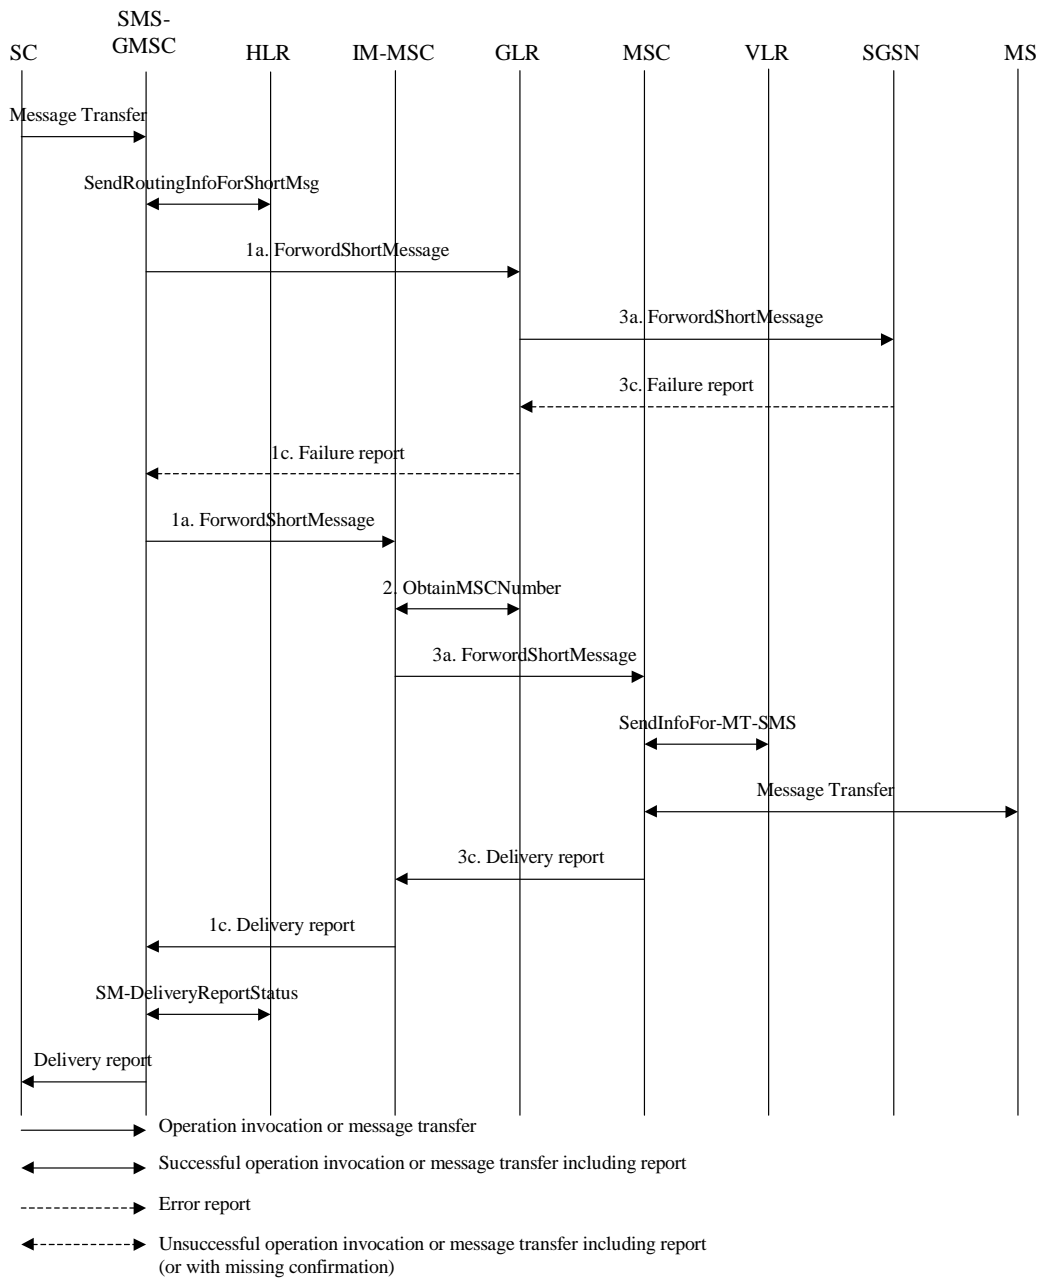 SMS-
GMSC
SC HLR IM-MSC GLR MSC VLR SGSN MS
Message Transfer
SendRoutingInfoForShortMsg
1a. ForwordShortMessage
3a. ForwordShortMessage
3c. Failure report
1c. Failure report
1a. ForwordShortMessage
2. ObtainMSCNumber
3a. ForwordShortMessage
SendInfoFor-MT-SMS
Message Transfer
3c. Delivery report
1c. Delivery report
SM-DeliveryReportStatus
Delivery report
Operation invocation or message transfer
Successful operation invocation or message transfer including report
Error report
Unsuccessful operation invocation or message transfer including report
(or with missing confirmation)